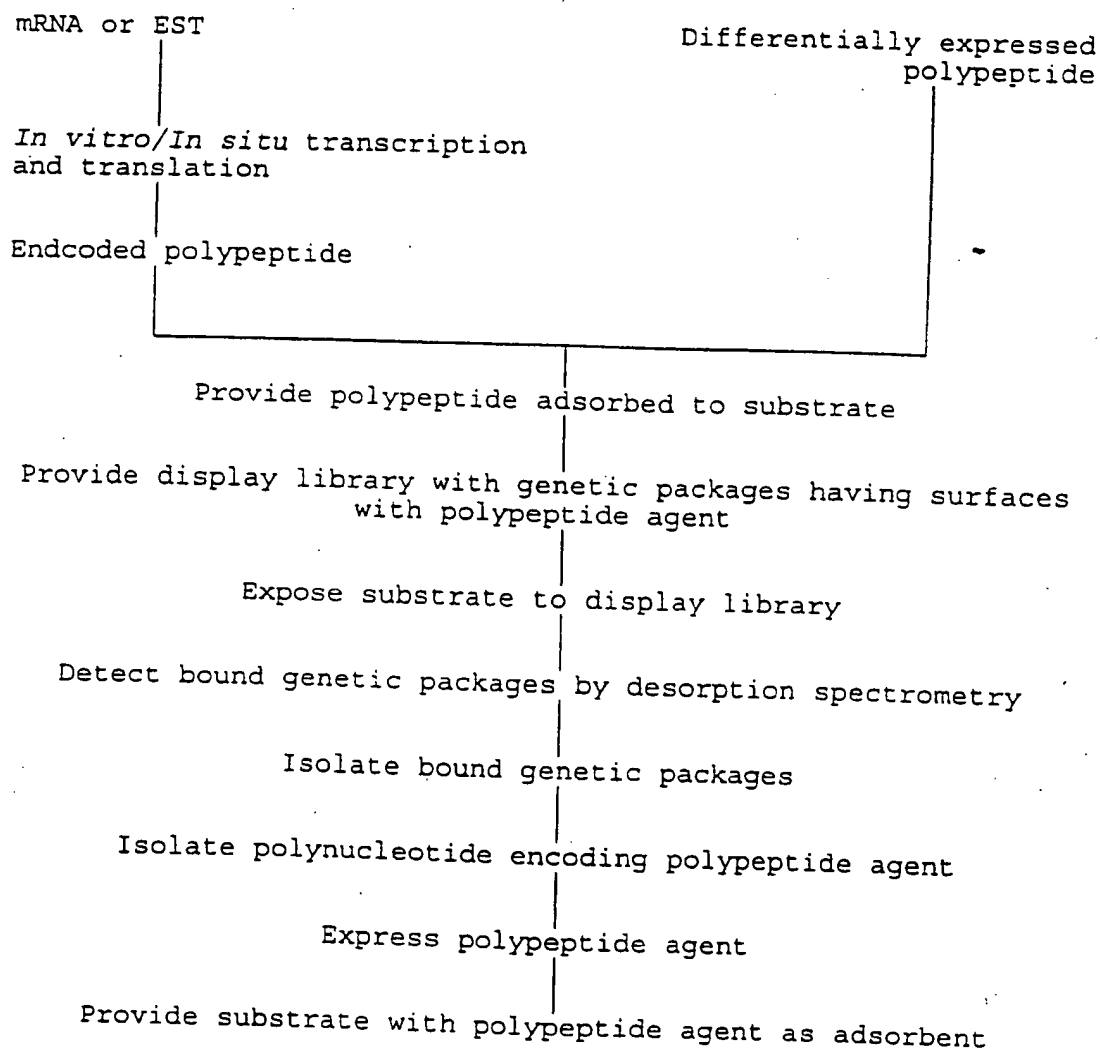 mRNA or EST
Differentially expressed
polypeptide
In vitro/In situ transcription
and translation
Endcoded polypeptide
Provide polypeptide adsorbed to substrate
Provide display library with genetic packages having surfaces
with polypeptide agent
Expose substrate to display library
Detect bound genetic packages by desorption spectrometry
Isolate bound genetic packages
Isolate polynucleotide encoding polypeptide agent
Express polypeptide agent
Provide substrate with polypeptide agent as adsorbent